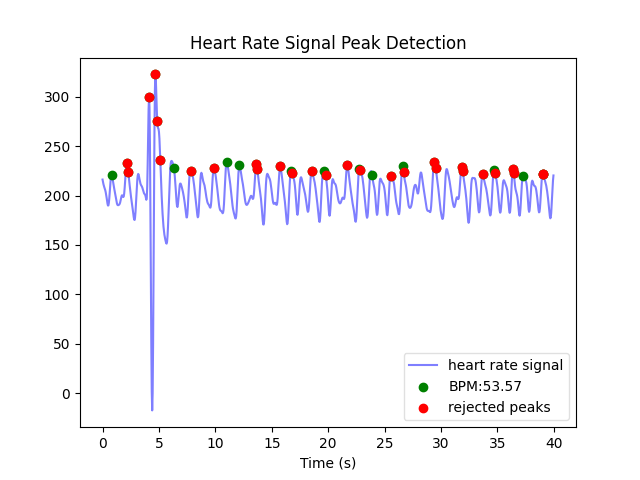 Heart Rate Signal Peak Detection
300
250
200
150
100
50
0
heart rate signal
BPM:53.57
rejected peaks
0 5 10 15 20 25 30 35 40
Time (s)